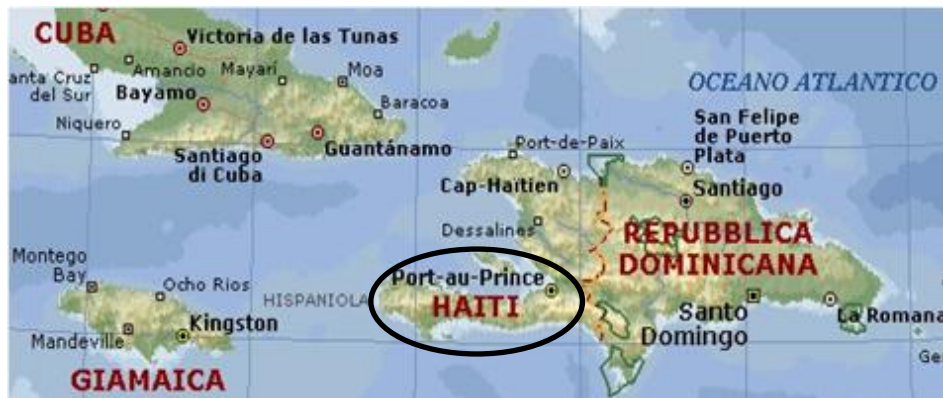 CUBA
Victoria de las Tunas
Amancio
Mayarí
Moa
anta Cruz
del Sur
Bayamo
Baracoa
Niquero
Santiago
di Cuba
Guantánamo
OCEANO ATLANTICO
San Felipe
de Puerto
Plata
Port-de-Paix
Cap-Haïtien
Santiago
Dessalines
REPUBBLICA
DOMINICANA
Montego
Bay
Ocho Rios
HISPANIOLA
Port-au-Prince
HAITI
Kingston
Mandeville
GIAMAICA
Santo
Domingo
La Romana
Ge